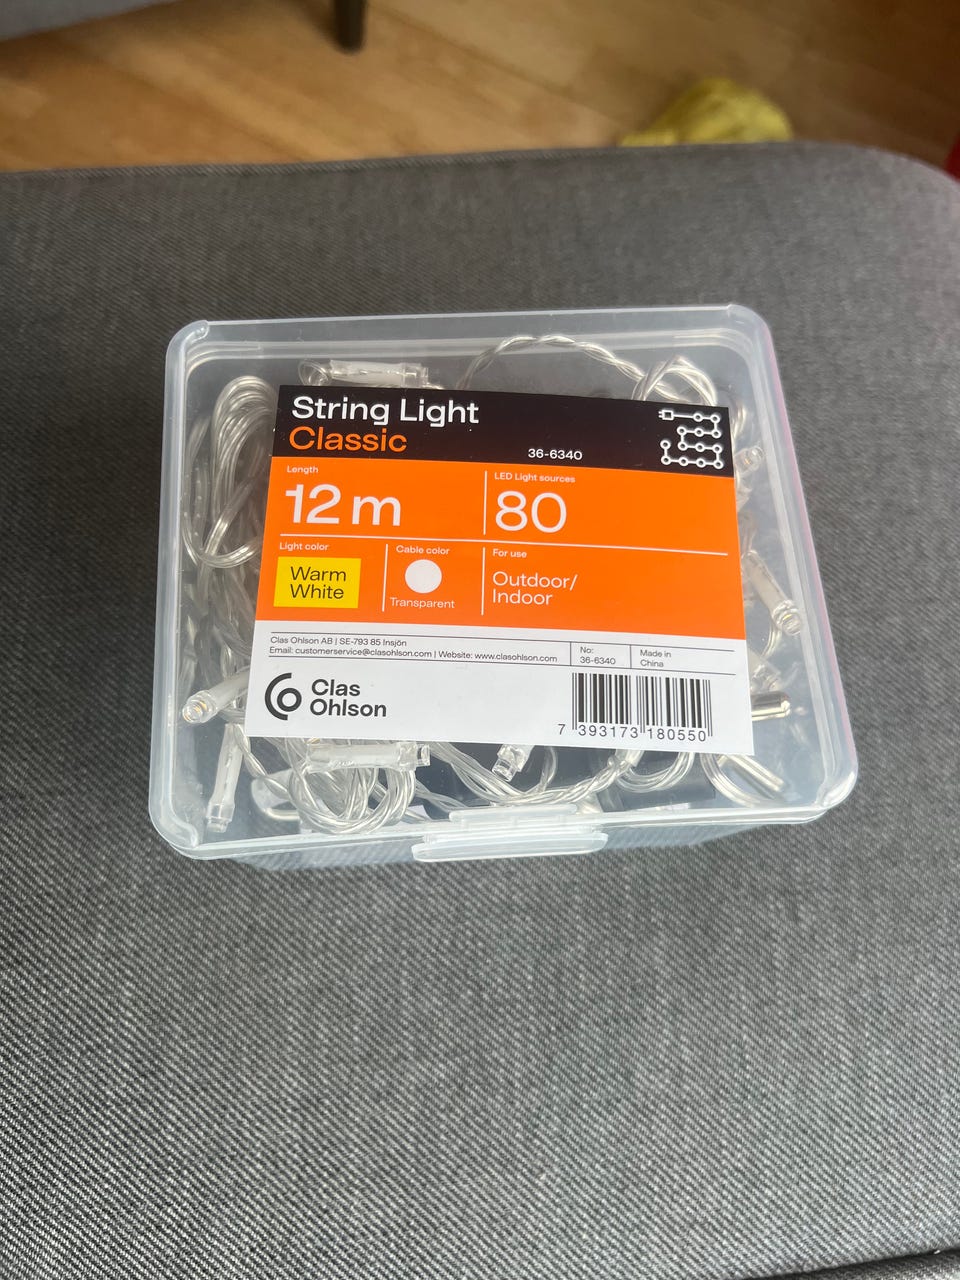 String Light
Classic
36-6340
Length
12 m
LED Light sources
80
Light color
Warm
White
Cable color
Transparent
For use
Outdoor/
Indoor
Clas Ohlson AB | SE-793 85 Insjön
Email: customerservice@clasohlson.com | Website: www.clasohlson.com
No:
36-6340
Made in
China
Clas
Ohlson
7 393173 180550